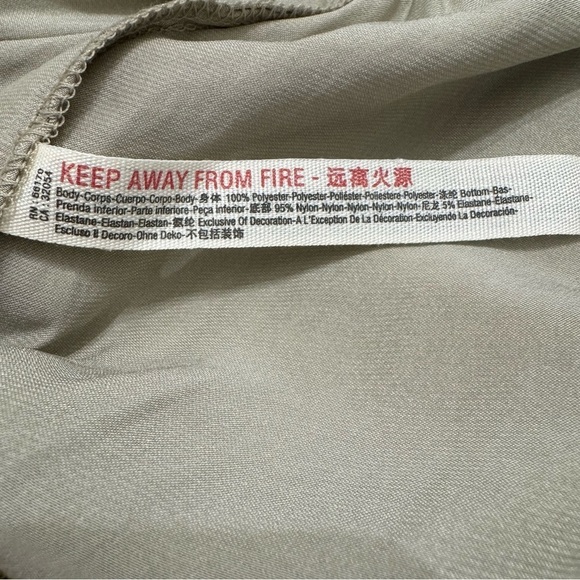 RN 66170
CA 32054
KEEP AWAY FROM FIRE - 远离火源
Body-Corps-Cuerpo-Corpo-Body-身体 100% Polyester-Polyester-Poliéster-Poliestere-Polyester-涤纶 Bottom-Bas-
Prenda inferior-Parte inferiore-Peça inferior-底部 95% Nylon-Nylon-Nylon-Nylon-Nylon-尼龙 5% Elastane-Élastane-
Elastane-Elastan-Elastan-氨纶 Exclusive Of Decoration-A L'Exception De La Décoration-Excluyendo La Decoración-
Escluso Il Decoro-Ohne Deko-不包括装饰